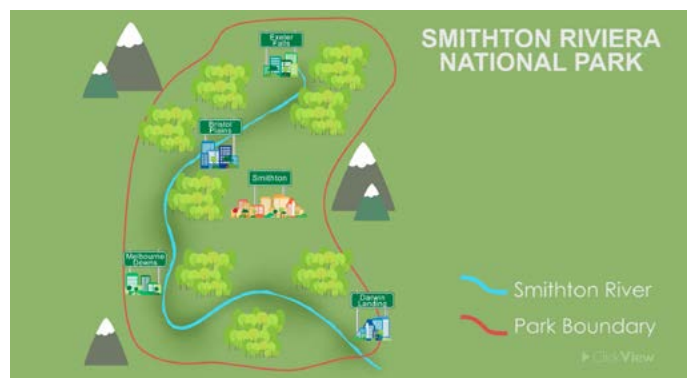 SMITHTON RIVIERA
NATIONAL PARK
Exeter
Falls
Bristol
Plains
Smithton
Melbourne
Downs
Darwin
Landing
Smithton River
Park Boundary
ClickView